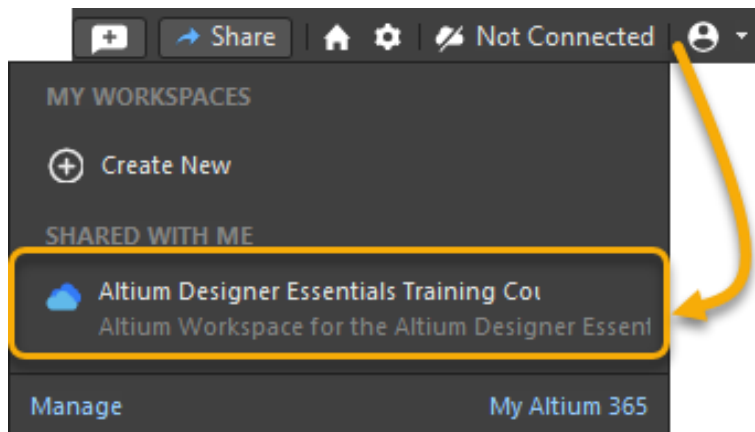 Share Not Connected
MY WORKSPACES
Create New
SHARED WITH ME
Altium Designer Essentials Training Cou
Altium Workspace for the Altium Designer Essent
Manage My Altium 365